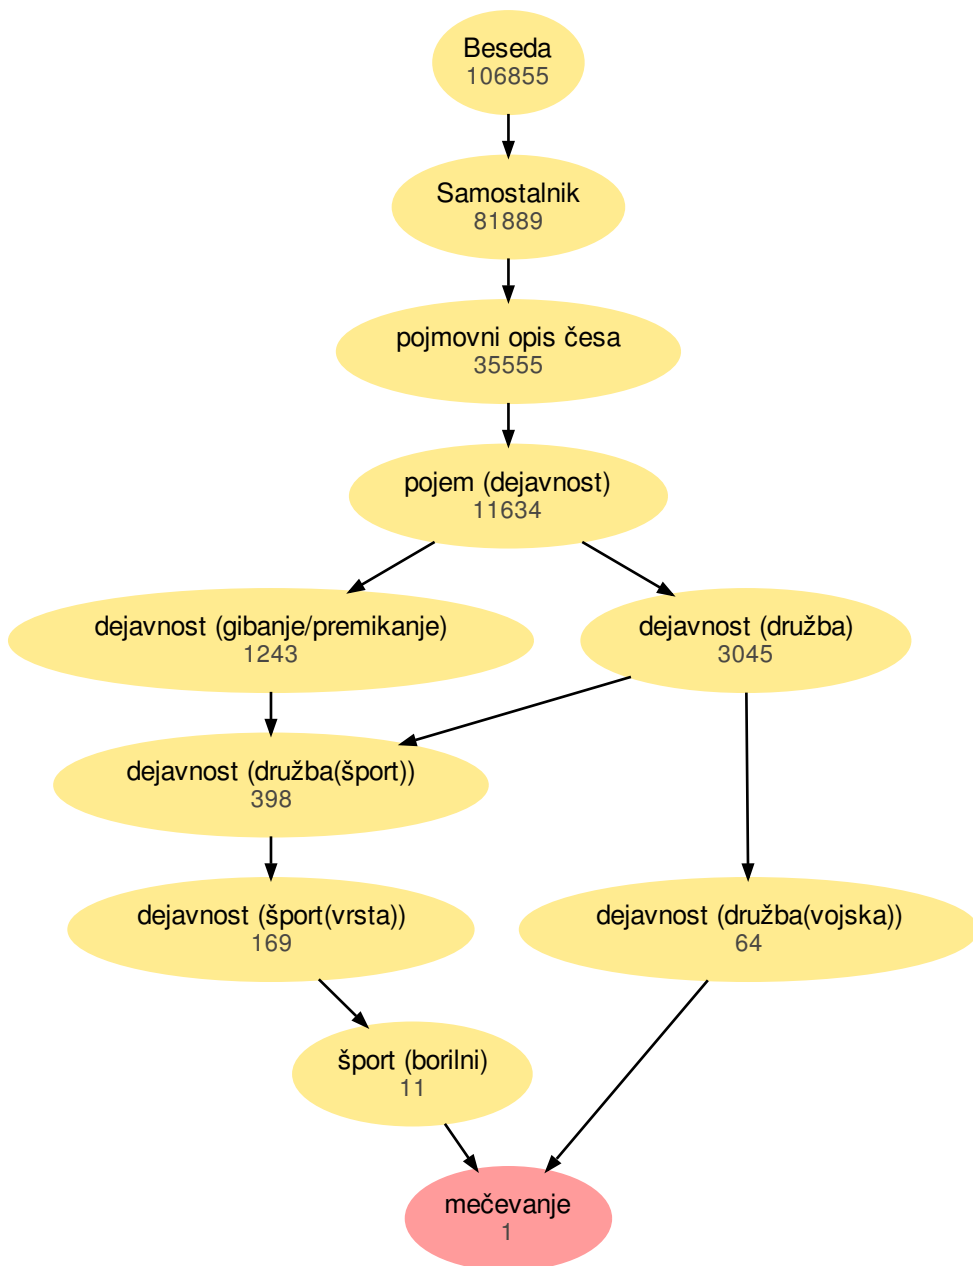 Beseda
106855
Samostalnik
81889
pojmovni opis česa
35555
pojem (dejavnost)
11634
dejavnost (gibanje/premikanje)
1243
dejavnost (družba)
3045
dejavnost (družba(šport))
398
dejavnost (šport(vrsta))
169
dejavnost (družba(vojska))
64
šport (borilni)
11
mečevanje
1